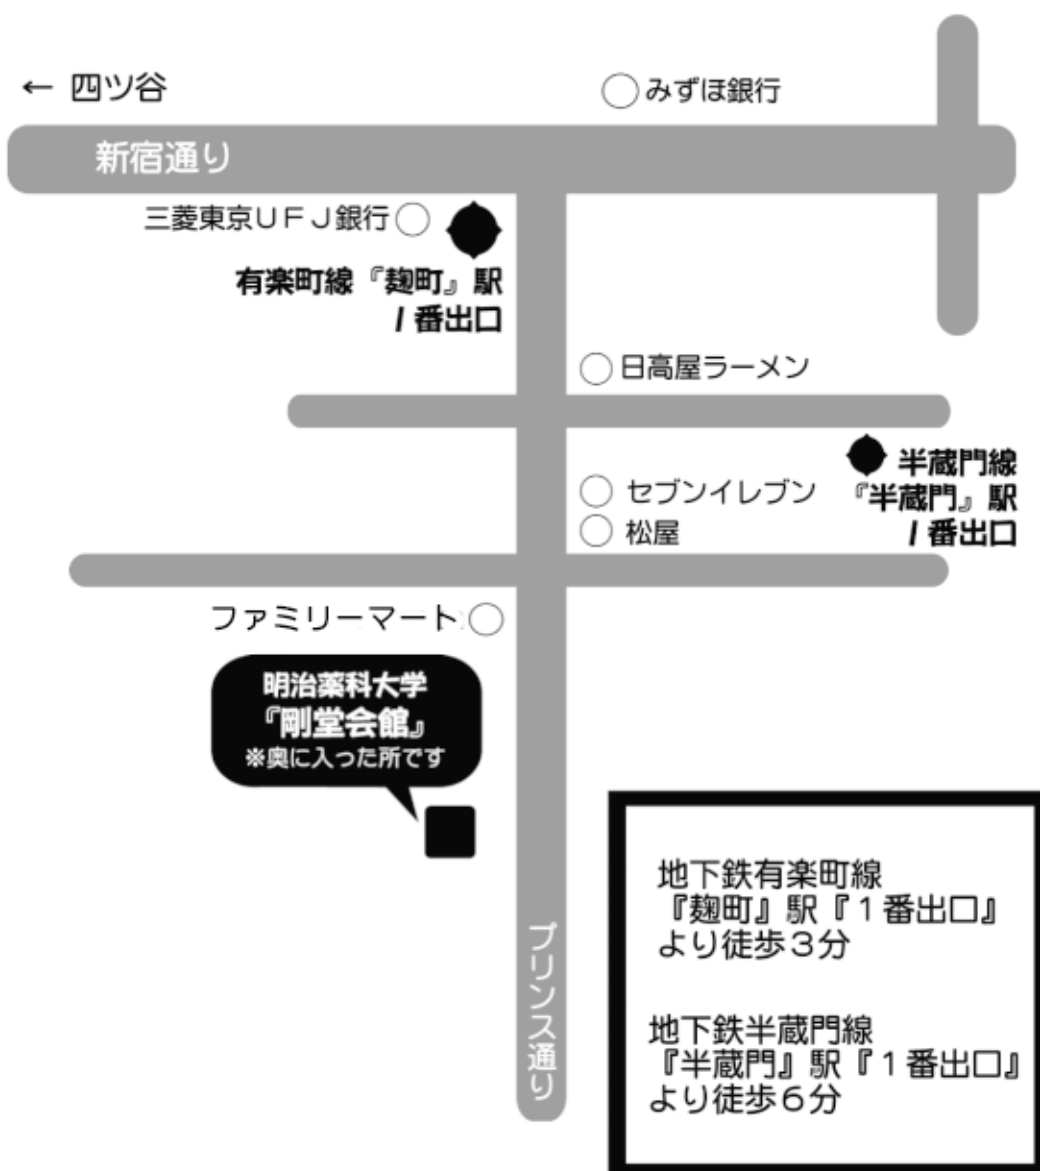 ← 四ツ谷
みずほ銀行
新宿通り
三菱東京ＵＦＪ銀行
有楽町線『麹町』駅
1番出口
日高屋ラーメン
半蔵門線
『半蔵門』駅
1番出口
セブンイレブン
松屋
ファミリーマート
明治薬科大学
『剛堂会館』
※奥に入った所です
プリンス通り
地下鉄有楽町線
『麹町』駅『１番出口』
より徒歩３分
地下鉄半蔵門線
『半蔵門』駅『１番出口』
より徒歩６分